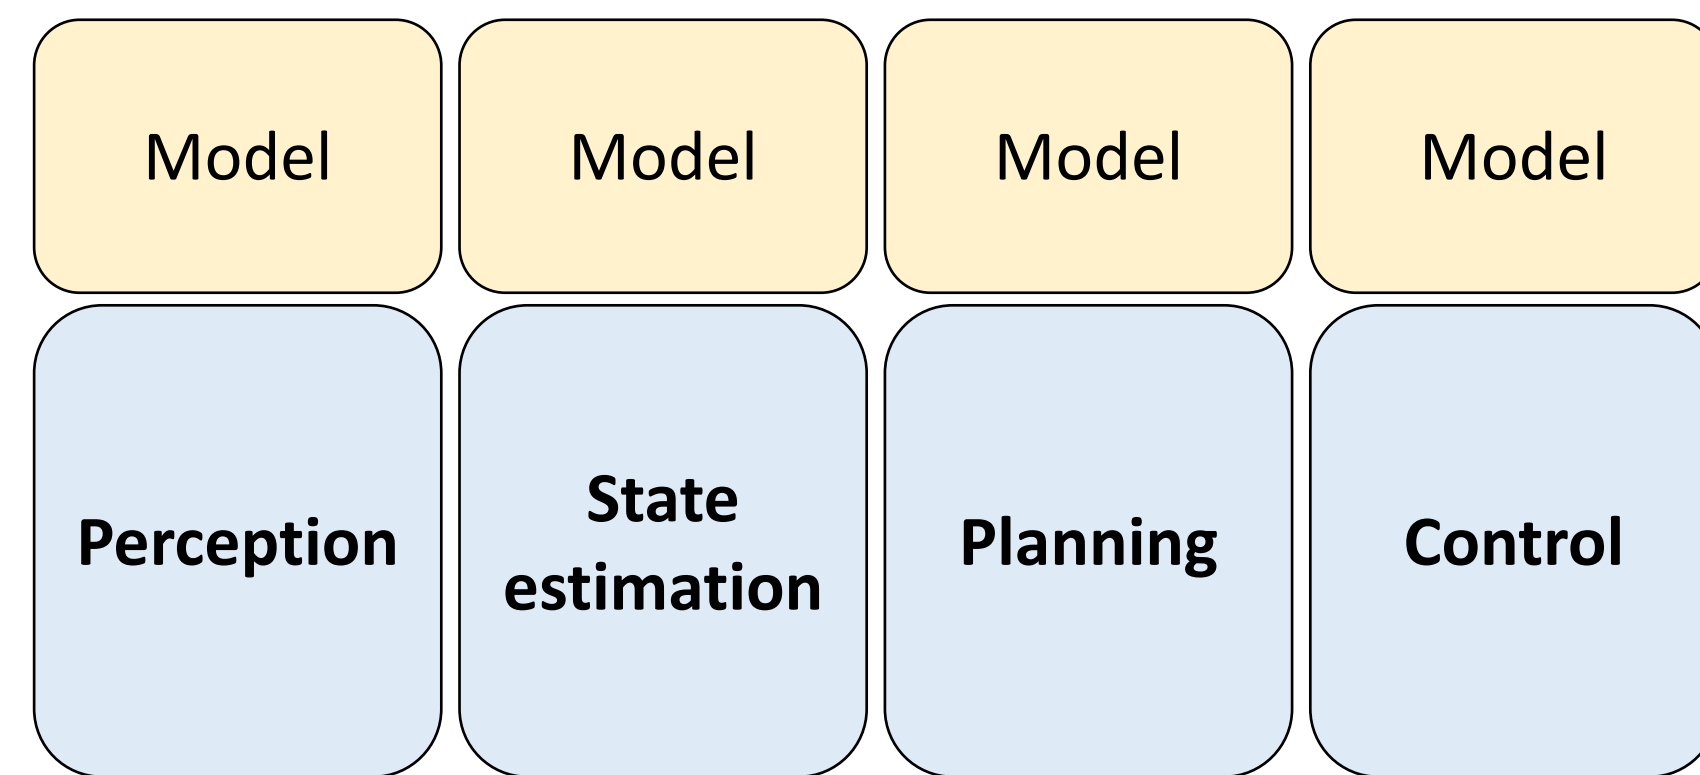 Model
Model
Model
Model
Perception
State
estimation
Planning
Control